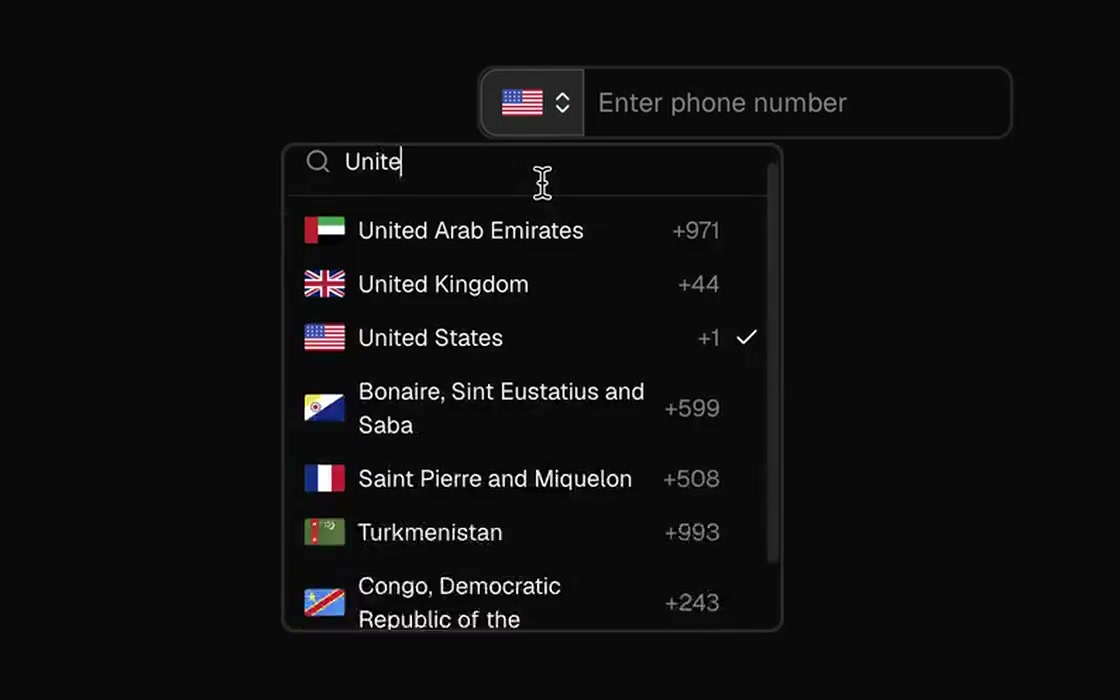 Enter phone number
Unite
United Arab Emirates +971
United Kingdom +44
United States +1
Bonaire, Sint Eustatius and
Saba +599
Saint Pierre and Miquelon +508
Turkmenistan +993
Congo, Democratic
Republic of the +243